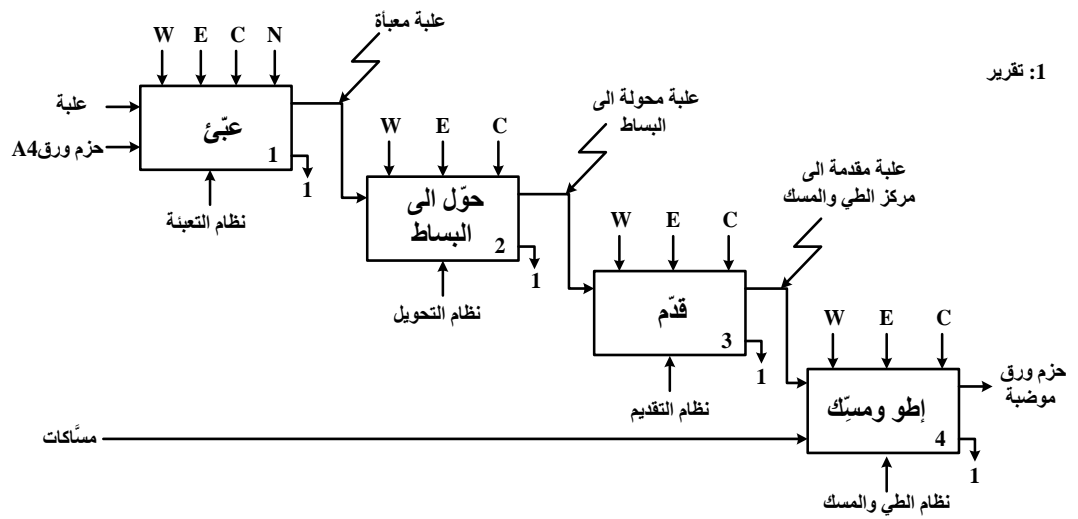 علبة معبأة
W E C N
1: تقرير
علبة
حزم ورق A4
عبّئ
1
1
نظام التعبئة
علبة محولة الى
البساط
W E C
حوّل الى
البساط
2
1
نظام التحويل
علبة مقدمة الى
مركز الطي والمسك
W E C
قدّم
3
1
نظام التقديم
W E C
إطو ومسِّك
4
1
حزم ورق
موضبة
مسَّاكات
نظام الطي والمسك